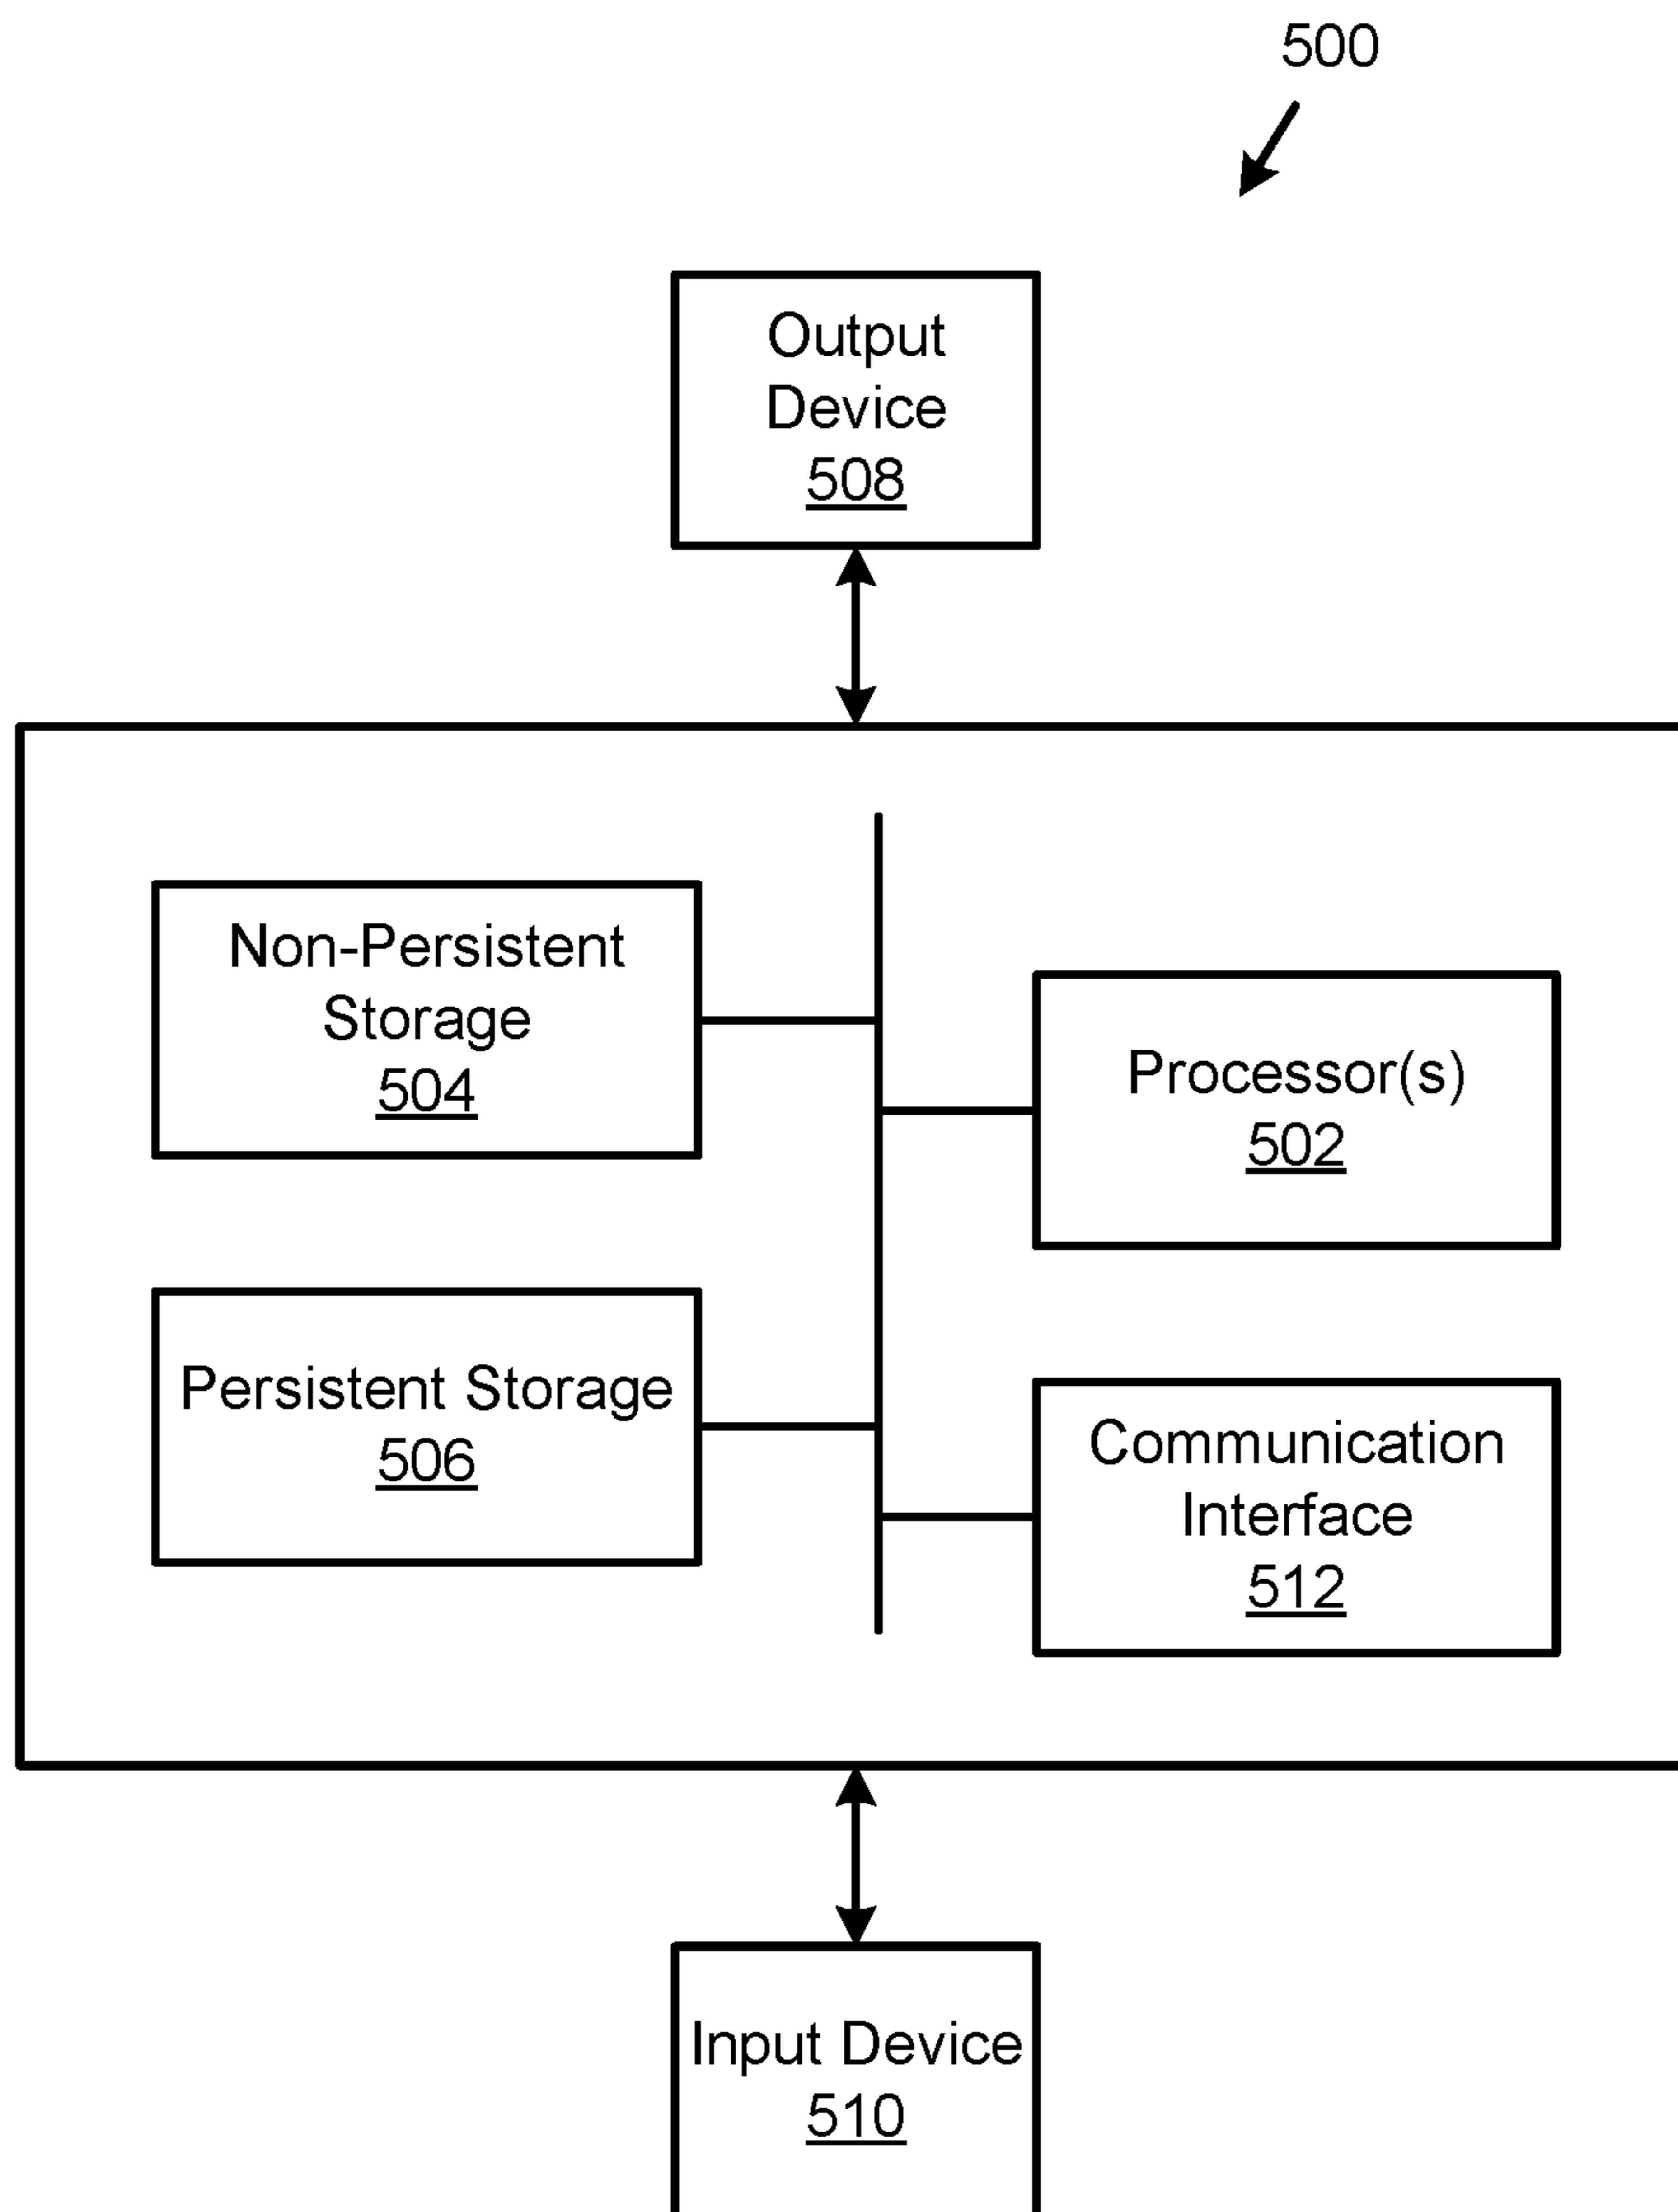 500
Output
Device
508
Non-Persistent
Storage
504
Processor(s)
502
Persistent Storage
506
Communication
Interface
512
Input Device
510